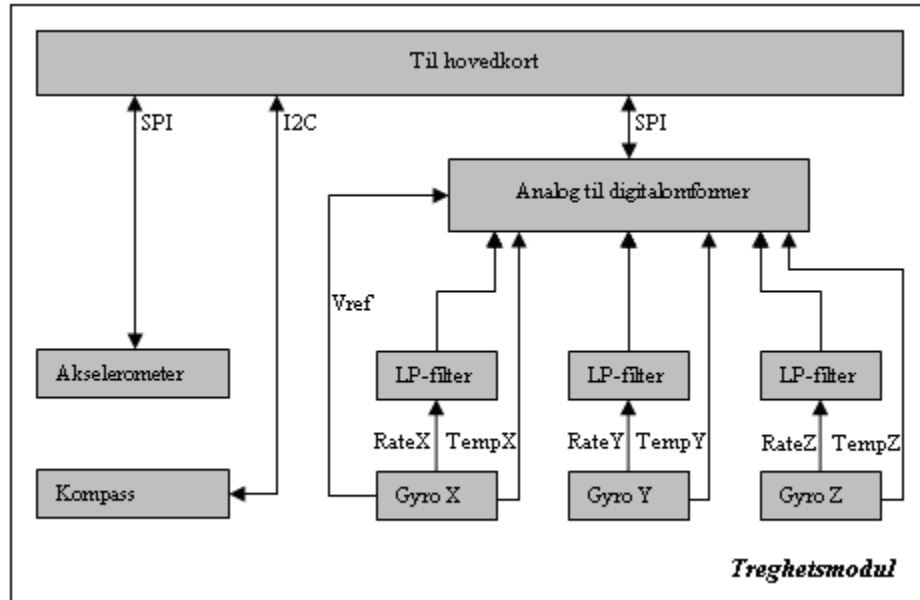 Til hovedkort
SPI
I2C
SPI
Analog til digitalomformer
Vref
Akselerometer
LP-filter
LP-filter
LP-filter
RateX
TempX
RateY
TempY
RateZ
TempZ
Kompass
Gyro X
Gyro Y
Gyro Z
Treghetsmodul